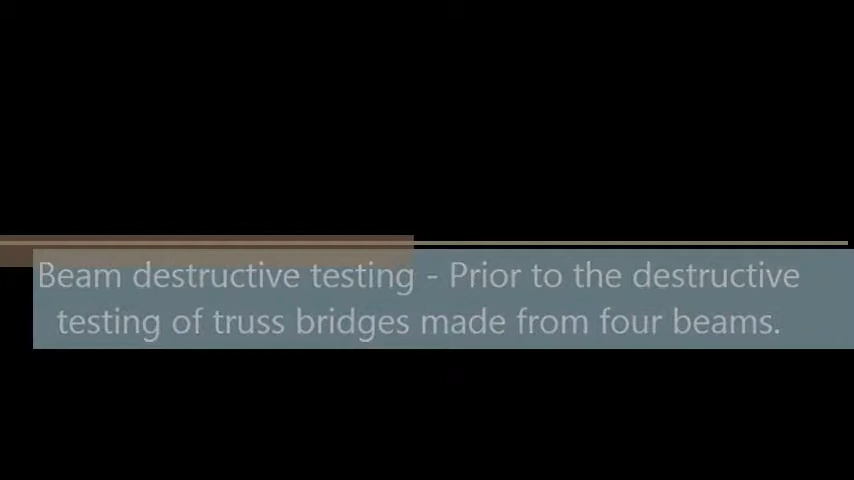 Beam destructive testing - Prior to the destructive
testing of truss bridges made from four beams.